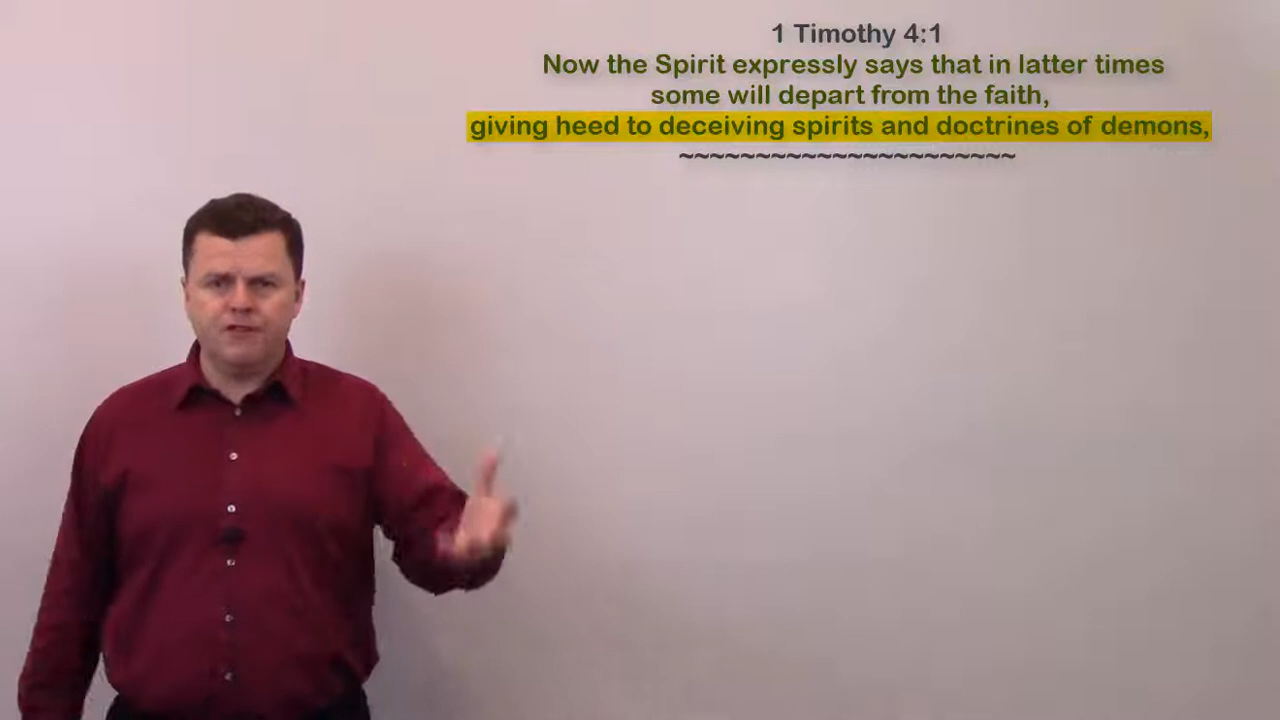 1 Timothy 4:1
Now the Spirit expressly says that in latter times
some will depart from the faith,
giving heed to deceiving spirits and doctrines of demons,
~~~~~~~~~~~~~~~~~~~~~~